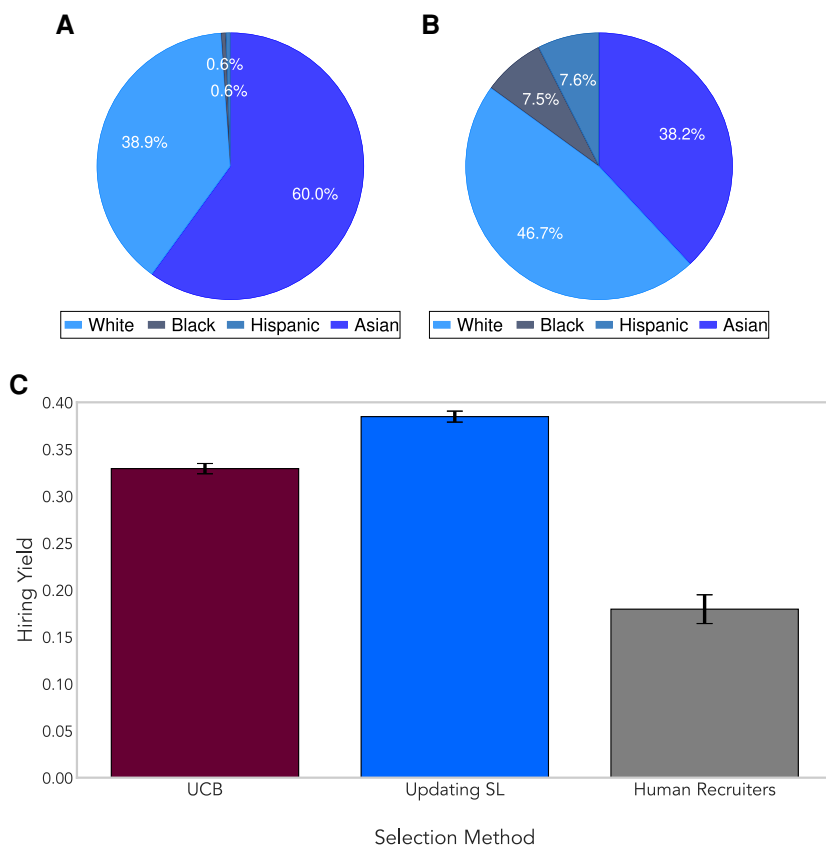 A
B
0.6%
0.6%
38.9%
60.0%
7.6%
7.5%
38.2%
46.7%
White Black Hispanic Asian
White Black Hispanic Asian
C
0.40
0.35
0.30
0.25
0.20
0.15
0.10
0.05
0.00
Hiring Yield
UCB Updating SL Human Recruiters
Selection Method